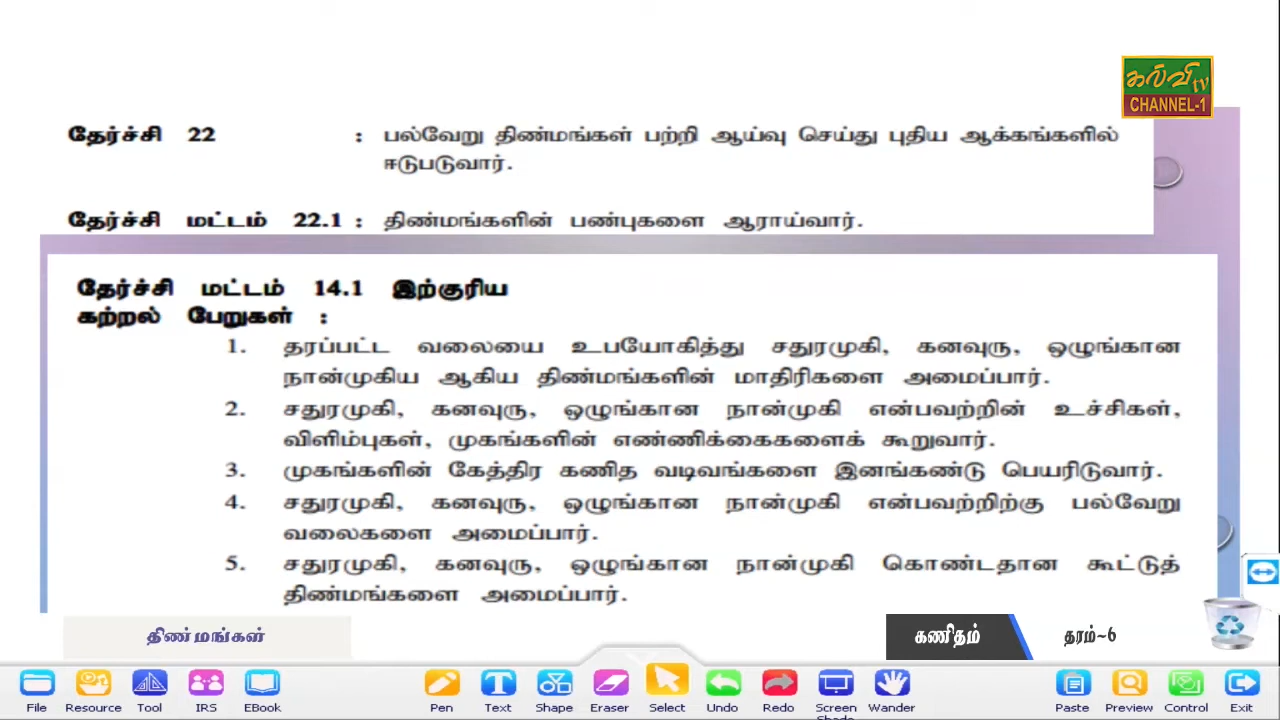 கல்வி tv
CHANNEL-1
தேர்ச்சி 22 : பல்வேறு திண்மங்கள் பற்றி ஆய்வு செய்து புதிய ஆக்கங்களில்
ஈடுபடுவார்.
தேர்ச்சி மட்டம் 22.1 : திண்மங்களின் பண்புகளை ஆராய்வார்.
தேர்ச்சி மட்டம் 14.1 இற்குரிய
கற்றல் பேறுகள் :
1. தரப்பட்ட வலையை உபயோகித்து சதுரமுகி, கனவுரு, ஒழுங்கான
நான்முகிய ஆகிய திண்மங்களின் மாதிரிகளை அமைப்பார்.
2. சதுரமுகி, கனவுரு, ஒழுங்கான நான்முகி என்பவற்றின் உச்சிகள்,
விளிம்புகள், முகங்களின் எண்ணிக்கைகளைக் கூறுவார்.
3. முகங்களின் கேத்திர கணித வடிவங்களை இனங்கண்டு பெயரிடுவார்.
4. சதுரமுகி, கனவுரு, ஒழுங்கான நான்முகி என்பவற்றிற்கு பல்வேறு
வலைகளை அமைப்பார்.
5. சதுரமுகி, கனவுரு, ஒழுங்கான நான்முகி கொண்டதான கூட்டுத்
திண்மங்களை அமைப்பார்.
திண்மங்கள் கணிதம் தரம்-6
File Resource Tool IRS EBook Pen Text Shape Eraser Select Undo Redo Screen Wander Paste Preview Control Exit
Shade